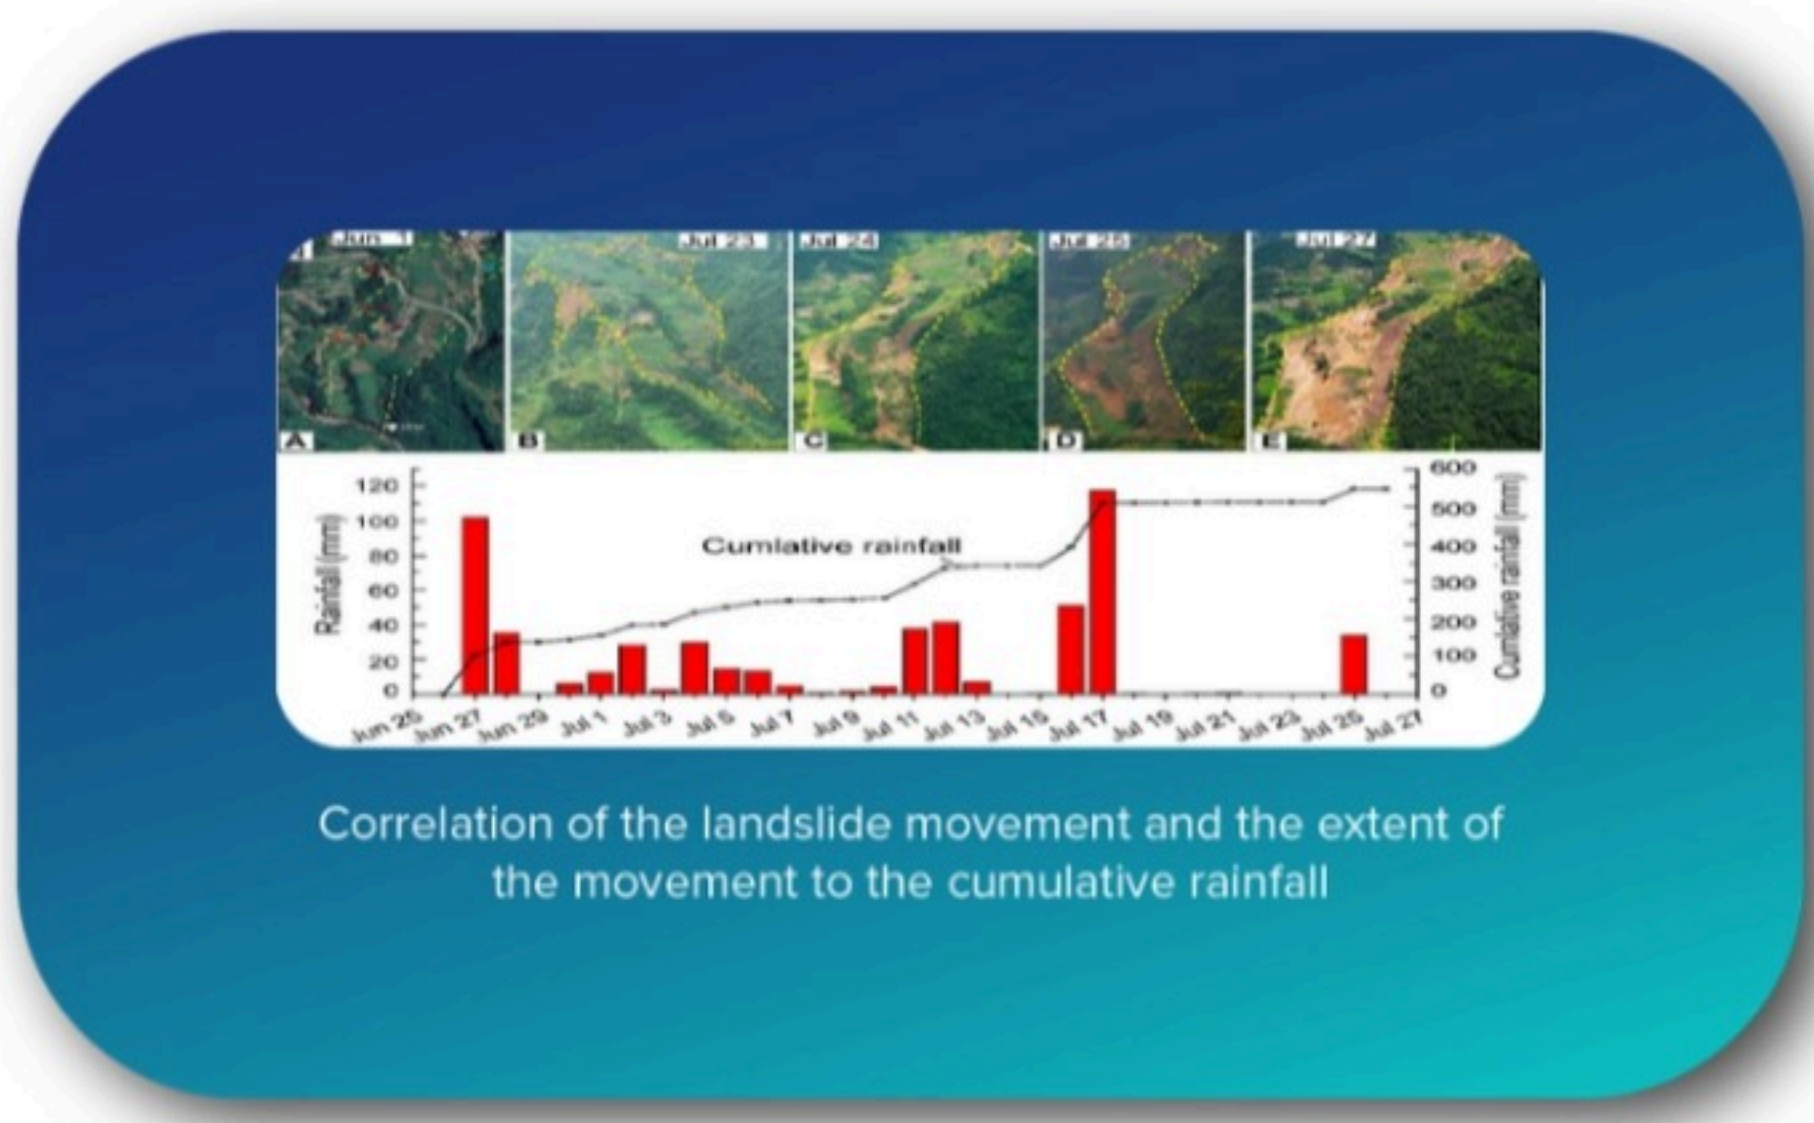 Jun 1
Jul 23
Jul 24
Jul 25
Jul 27
A
B
C
D
E
Rainfall (mm)
120
100
80
60
40
20
0
Cumlative rainfall
600
500
400
300
200
100
0
Cumlative rainfall (mm)
Jun 25
Jun 27
Jun 29
Jul 1
Jul 3
Jul 5
Jul 7
Jul 9
Jul 11
Jul 13
Jul 15
Jul 17
Jul 19
Jul 21
Jul 23
Jul 25
Jul 27
Correlation of the landslide movement and the extent of
the movement to the cumulative rainfall